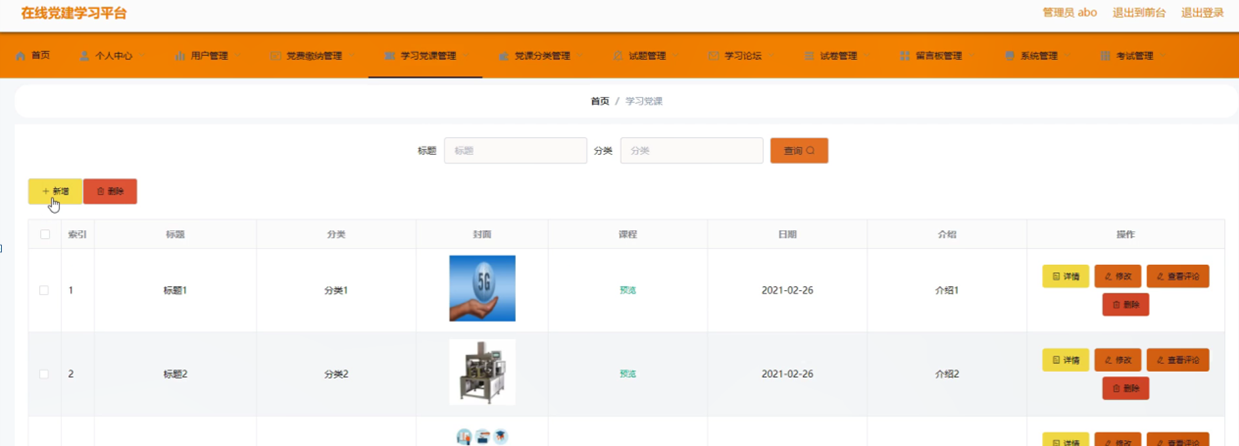 在线党建学习平台
管理员 abo 退出到前台 退出登录
首页 个人中心 用户管理 党费缴纳管理 学习党课管理 党课分类管理 试题管理 学习论坛 试卷管理 留言板管理 系统管理 考试管理
首页 / 学习党课
标题 标题 分类 分类 查询
+ 新增 删除
索引 标题 分类 封面 课程 日期 介绍 操作
5G
1 标题1 分类1 预览 2021-02-26 介绍1 详情 修改 查看评论
删除
2 标题2 分类2 预览 2021-02-26 介绍2 详情 修改 查看评论
删除
详情 修改 查看评论